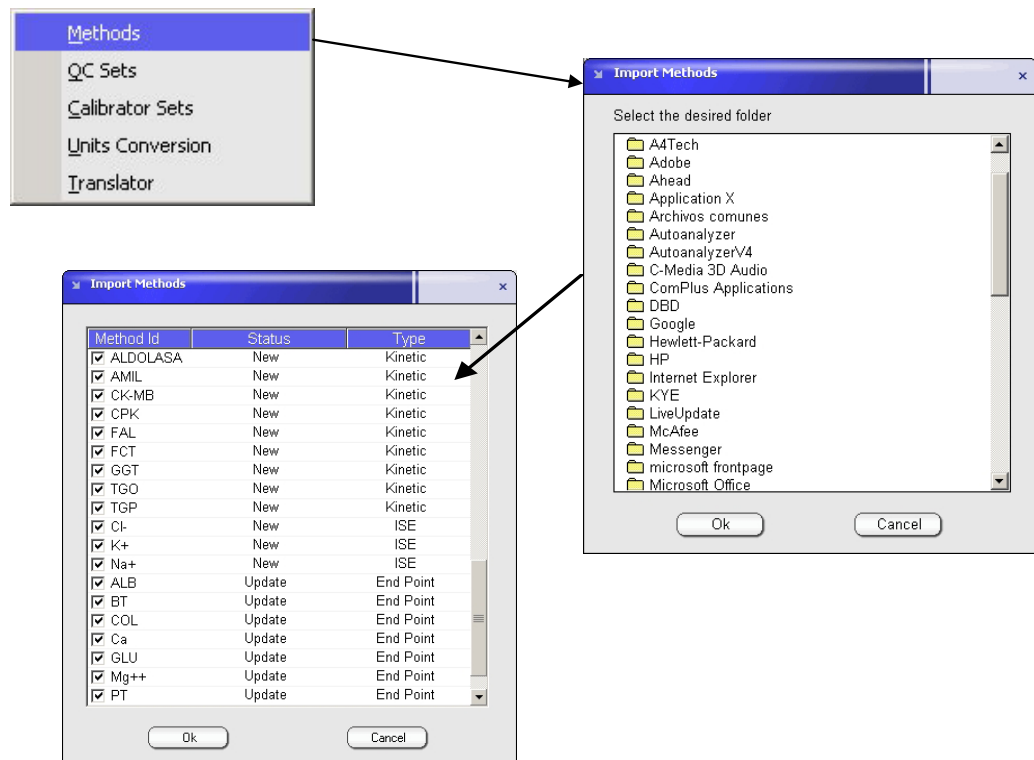 Methods
QC Sets
Calibrator Sets
Units Conversion
Translator
Import Methods
Select the desired folder
A4Tech
Adobe
Ahead
Application X
Archivos comunes
Autoanalyzer
AutoanalyzerV4
C-Media 3D Audio
ComPlus Applications
DBD
Google
Hewlett-Packard
HP
Internet Explorer
KYE
LiveUpdate
McAfee
Messenger
microsoft frontpage
Microsoft Office
Ok Cancel
Import Methods
Method Id Status Type
ALDOLASA New Kinetic
AMIL New Kinetic
CK-MB New Kinetic
CPK New Kinetic
FAL New Kinetic
FCT New Kinetic
GGT New Kinetic
TGO New Kinetic
TGP New Kinetic
Cl- New ISE
K+ New ISE
Na+ New ISE
ALB Update End Point
BT Update End Point
COL Update End Point
Ca Update End Point
GLU Update End Point
Mg++ Update End Point
PT Update End Point
Ok Cancel